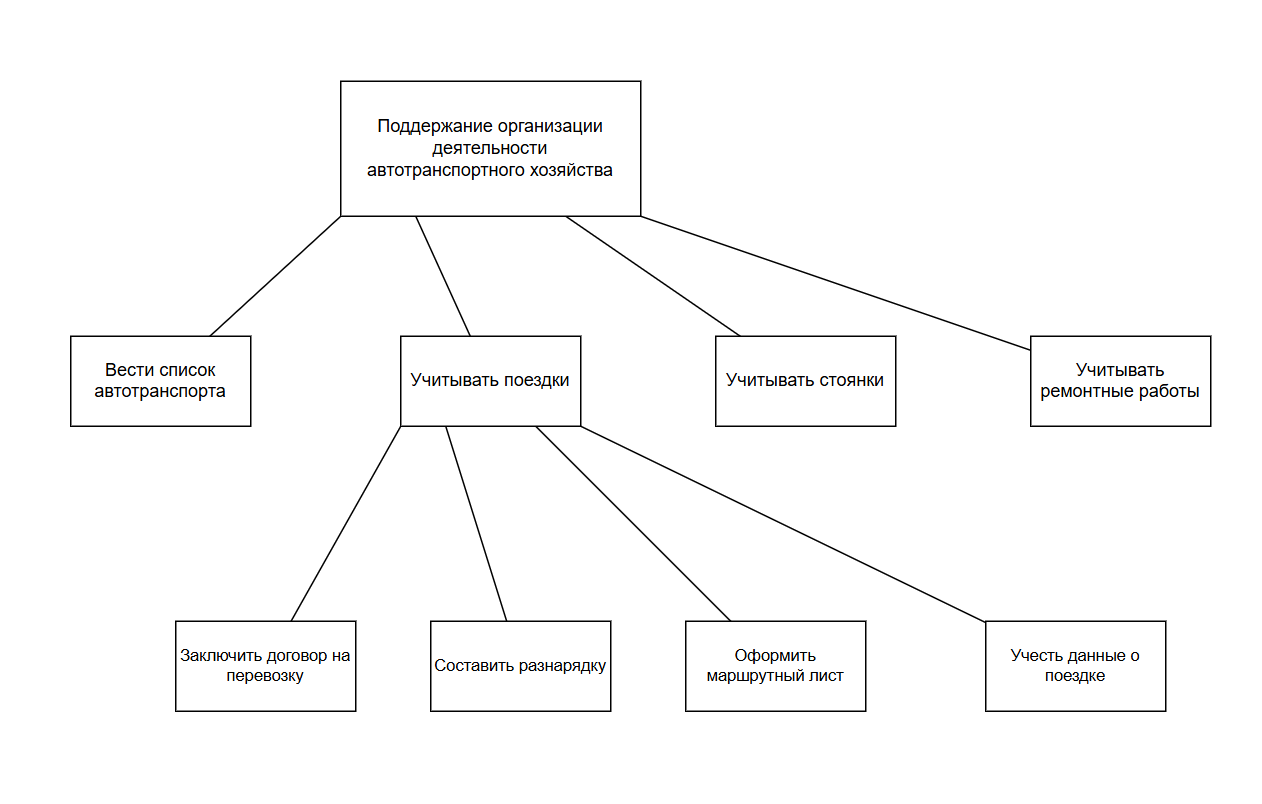 Поддержание организации
деятельности
автотранспортного хозяйства
Вести список
автотранспорта
Учитывать поездки
Учитывать стоянки
Учитывать
ремонтные работы
Заключить договор на
перевозку
Составить разнарядку
Оформить
маршрутный лист
Учесть данные о
поездке